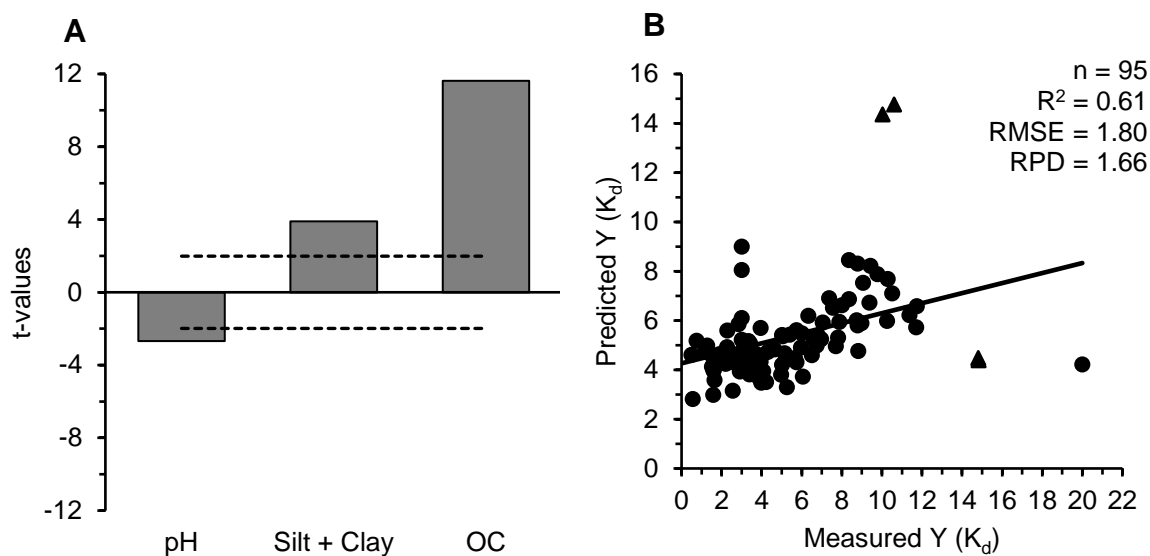 A
12
8
4
0
-4
-8
-12
t-values
pH Silt + Clay OC
B
16
14
12
10
8
6
4
2
0
Predicted Y (K_d)
n = 95
R² = 0.61
RMSE = 1.80
RPD = 1.66
0 2 4 6 8 10 12 14 16 18 20 22
Measured Y (K_d)